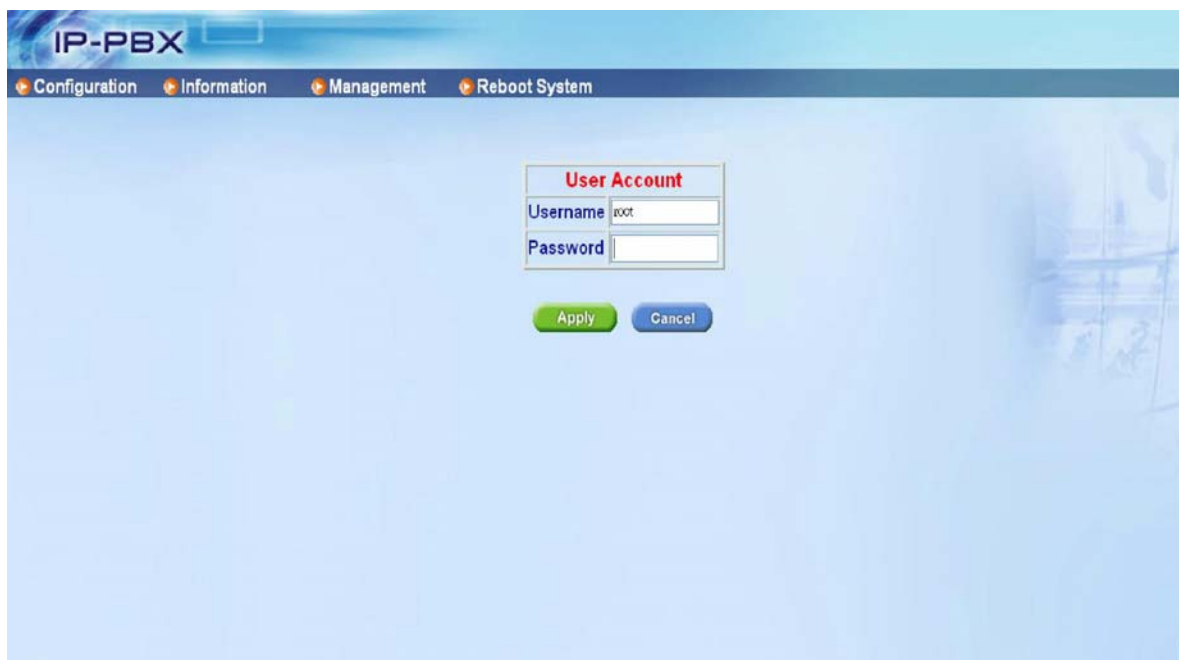 IP-PBX
Configuration Information Management Reboot System
User Account
Username root
Password
Apply Cancel